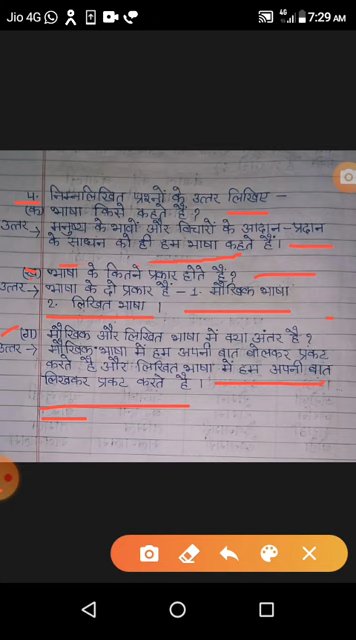 Jio 4G 4G 7:29 AM
4. निम्नलिखित प्रश्नों के उत्तर लिखिए –
(क) भाषा किसे कहते हैं ?
उत्तर → मनुष्य के भावों और विचारों के आदान-प्रदान
के साधन को ही हम भाषा कहते हैं ।
(ख) भाषा के कितने प्रकार होते हैं ?
उत्तर → भाषा के दो प्रकार हैं – 1. मौखिक भाषा
2. लिखित भाषा ।
(ग) मौखिक और लिखित भाषा में क्या अंतर है ?
उत्तर → मौखिक भाषा में हम अपनी बात बोलकर प्रकट
करते हैं और लिखित भाषा में हम अपनी बात
लिखकर प्रकट करते हैं ।